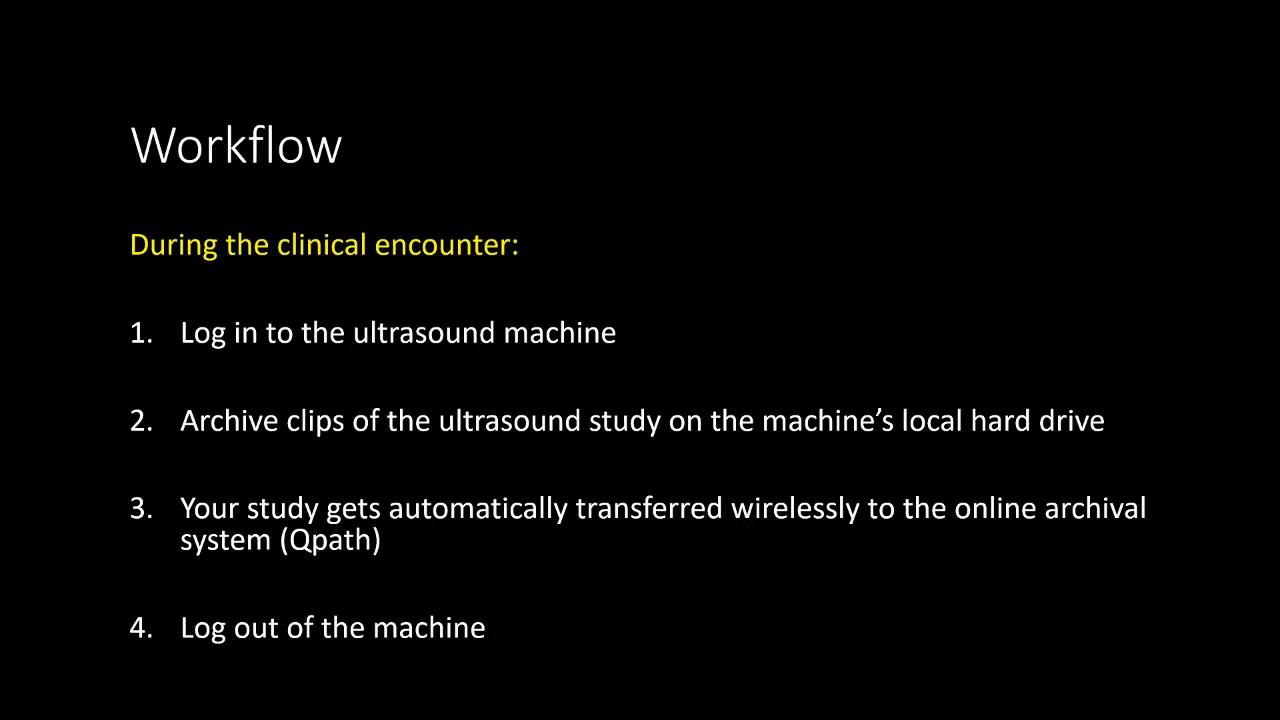 Workflow
During the clinical encounter:
1. Log in to the ultrasound machine
2. Archive clips of the ultrasound study on the machine’s local hard drive
3. Your study gets automatically transferred wirelessly to the online archival
system (Qpath)
4. Log out of the machine